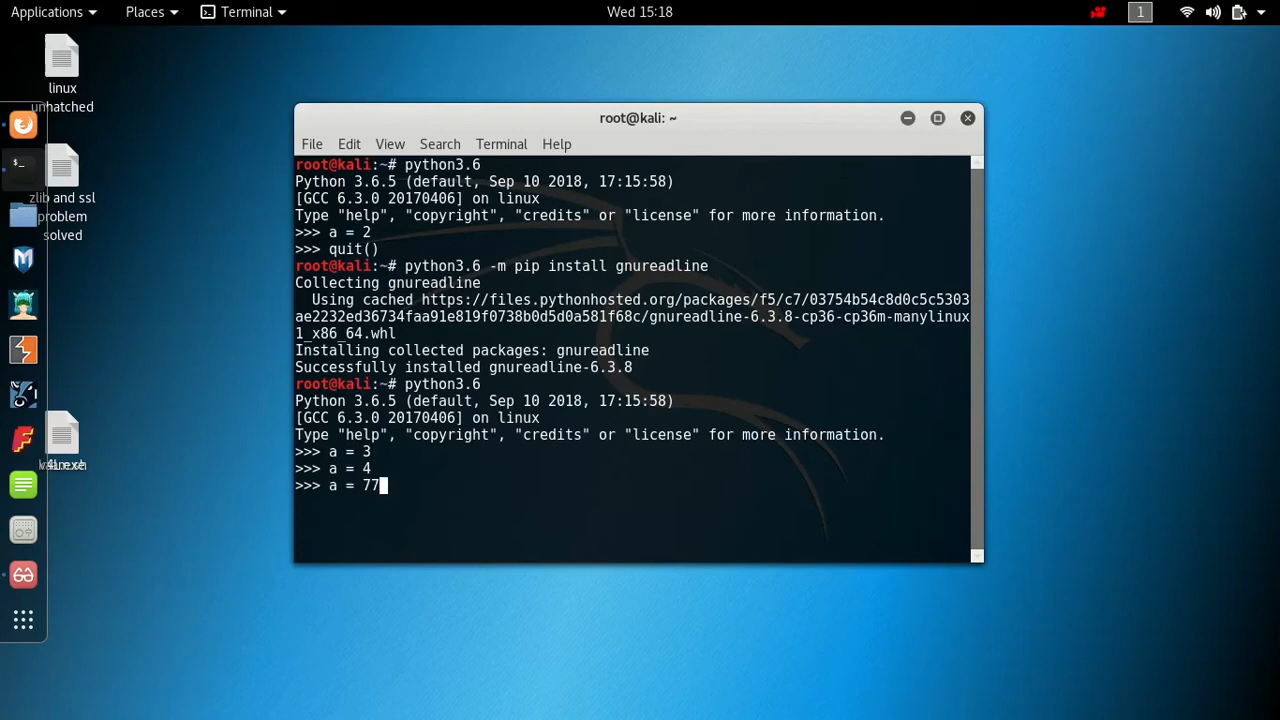 Applications Places Terminal Wed 15:18 1
linux
unhatched
zlib and ssl
problem
solved
root@kali: ~
File Edit View Search Terminal Help
root@kali:~# python3.6
Python 3.6.5 (default, Sep 10 2018, 17:15:58)
[GCC 6.3.0 20170406] on linux
Type "help", "copyright", "credits" or "license" for more information.
>>> a = 2
>>> quit()
root@kali:~# python3.6 -m pip install gnureadline
Collecting gnureadline
  Using cached https://files.pythonhosted.org/packages/f5/c7/03754b54c8d0c5c5303
ae2232ed36734faa91e819f0738b0d5d0a581f68c/gnureadline-6.3.8-cp36-cp36m-manylinux
1_x86_64.whl
Installing collected packages: gnureadline
Successfully installed gnureadline-6.3.8
root@kali:~# python3.6
Python 3.6.5 (default, Sep 10 2018, 17:15:58)
[GCC 6.3.0 20170406] on linux
Type "help", "copyright", "credits" or "license" for more information.
>>> a = 3
>>> a = 4
>>> a = 77